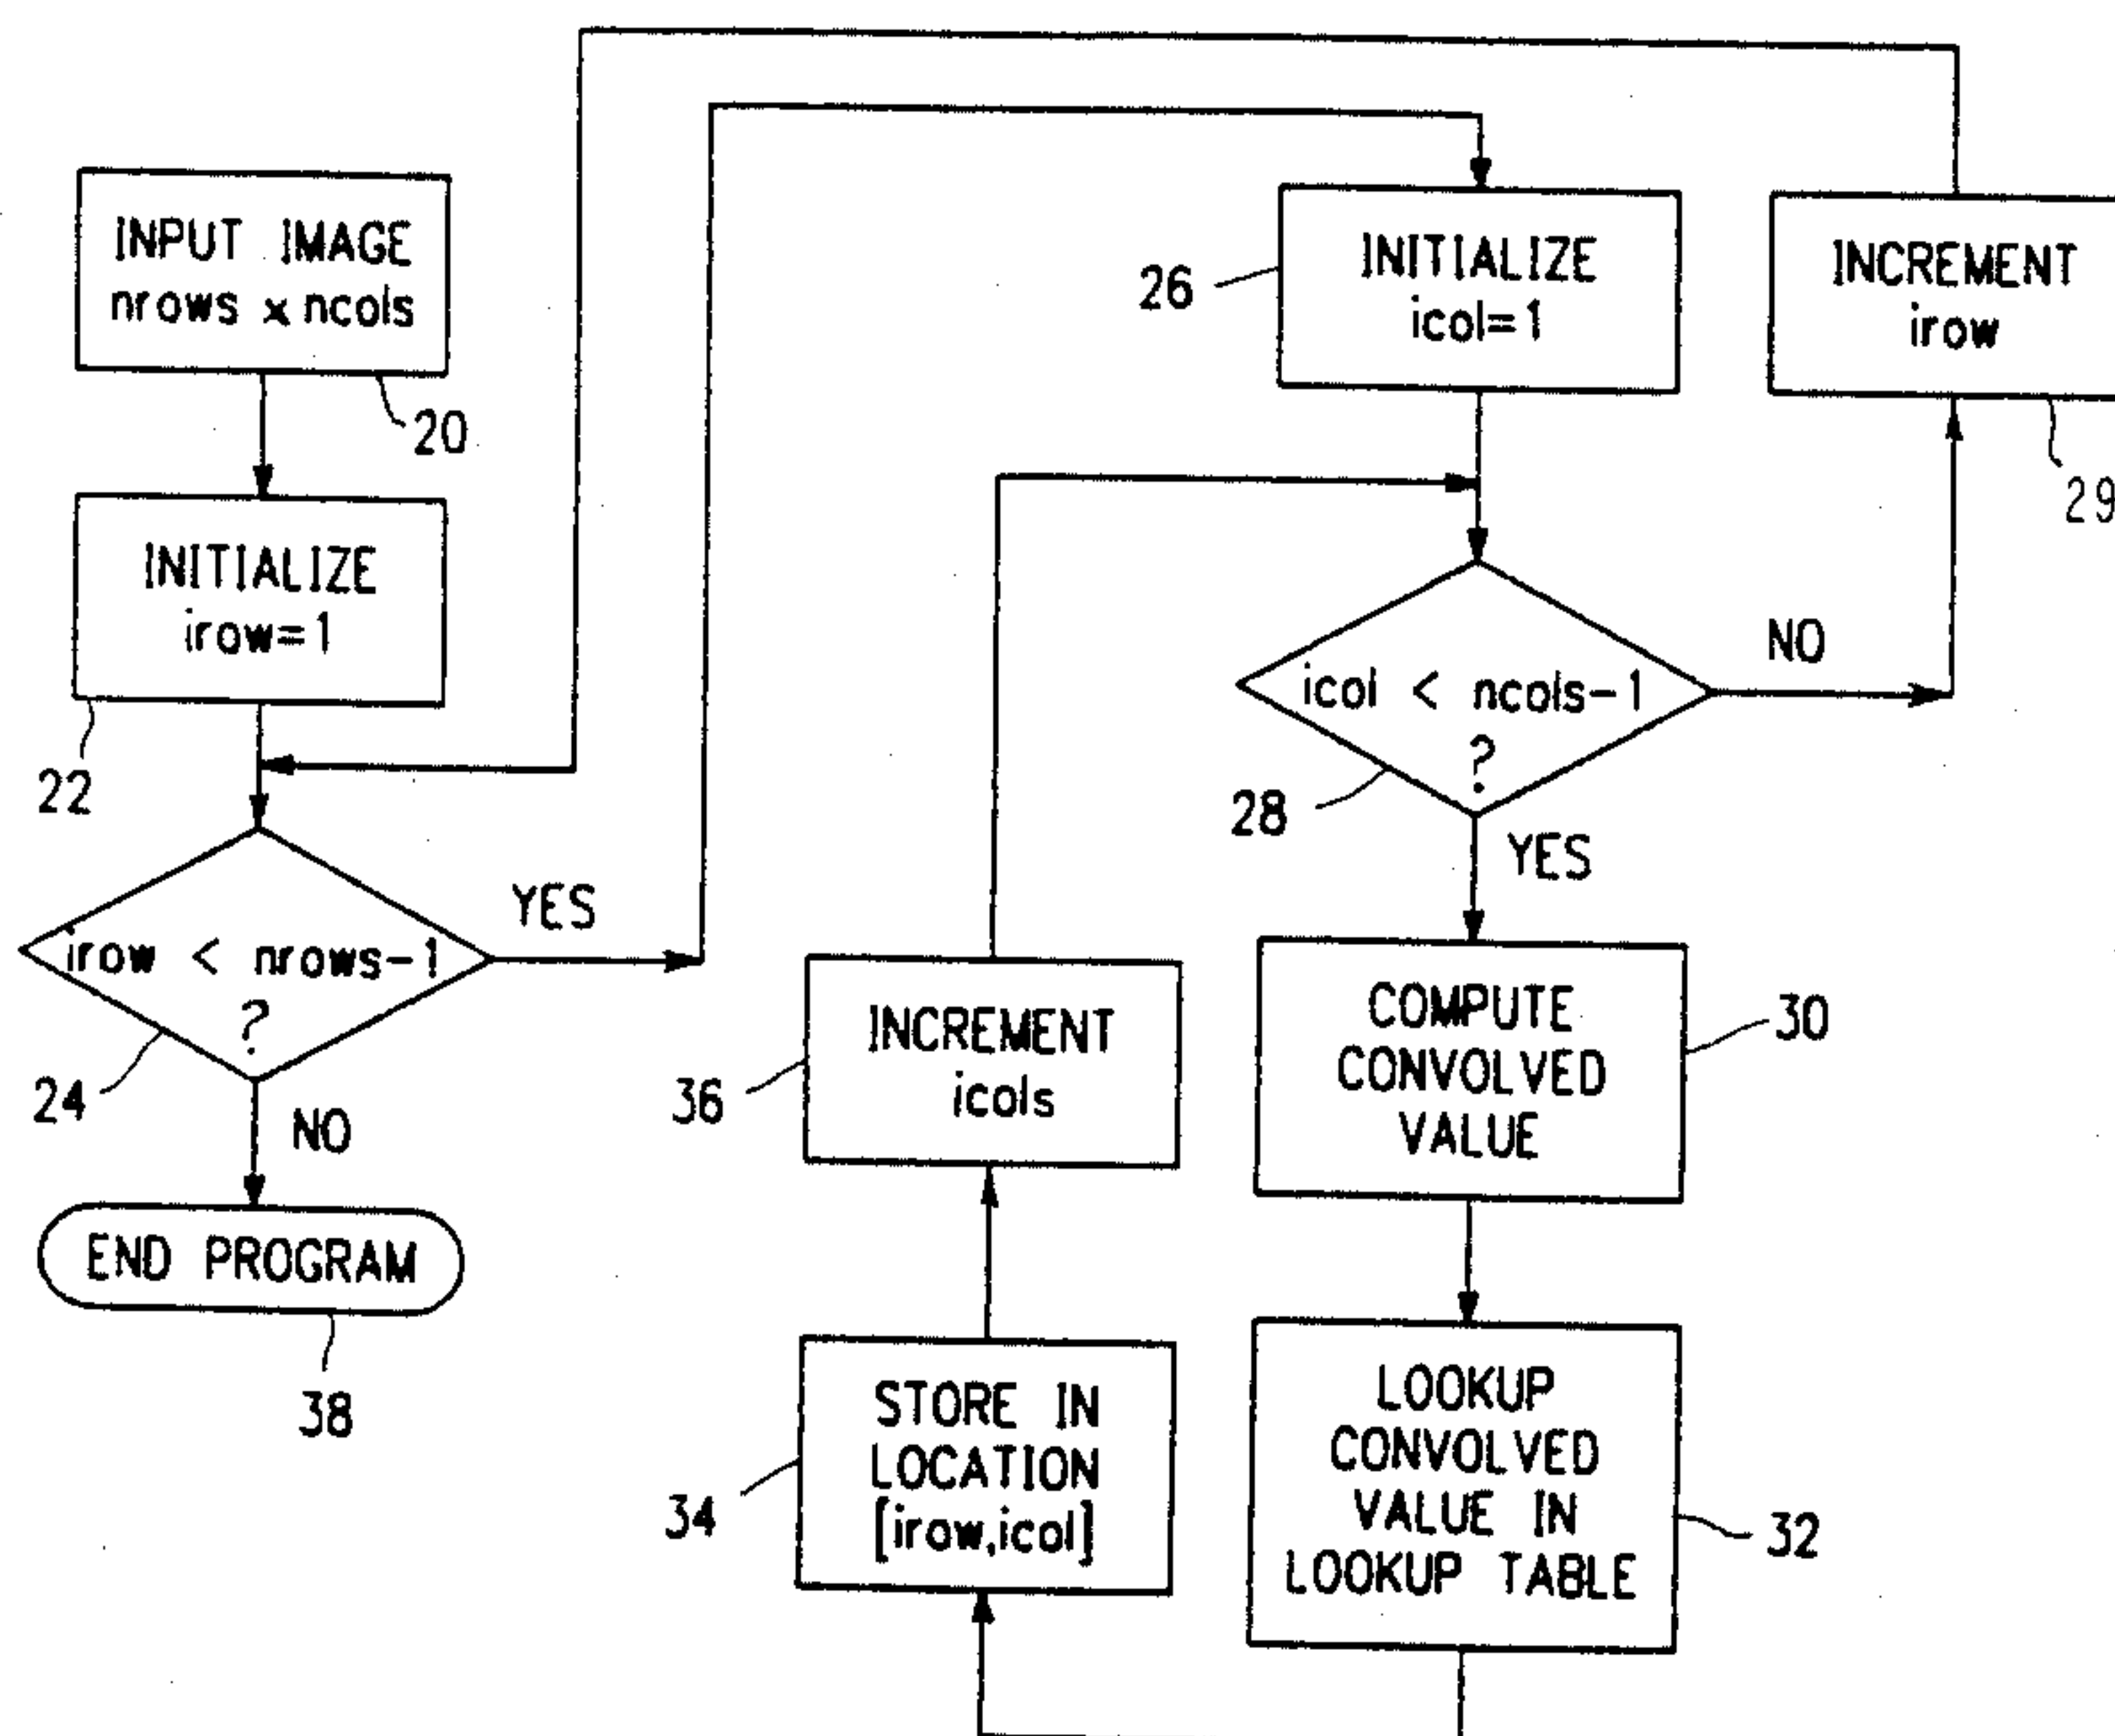 INPUT IMAGE
nrows x ncols
20
INITIALIZE
irow=1
22
irow < nrows-1
?
24
YES
NO
END PROGRAM
38
INITIALIZE
icol=1
26
INCREMENT
irow
29
icol < ncols-1
?
28
NO
YES
COMPUTE
CONVOLVED
VALUE
30
LOOKUP
CONVOLVED
VALUE IN
LOOKUP TABLE
32
STORE IN
LOCATION
[irow,icol]
34
INCREMENT
icols
36